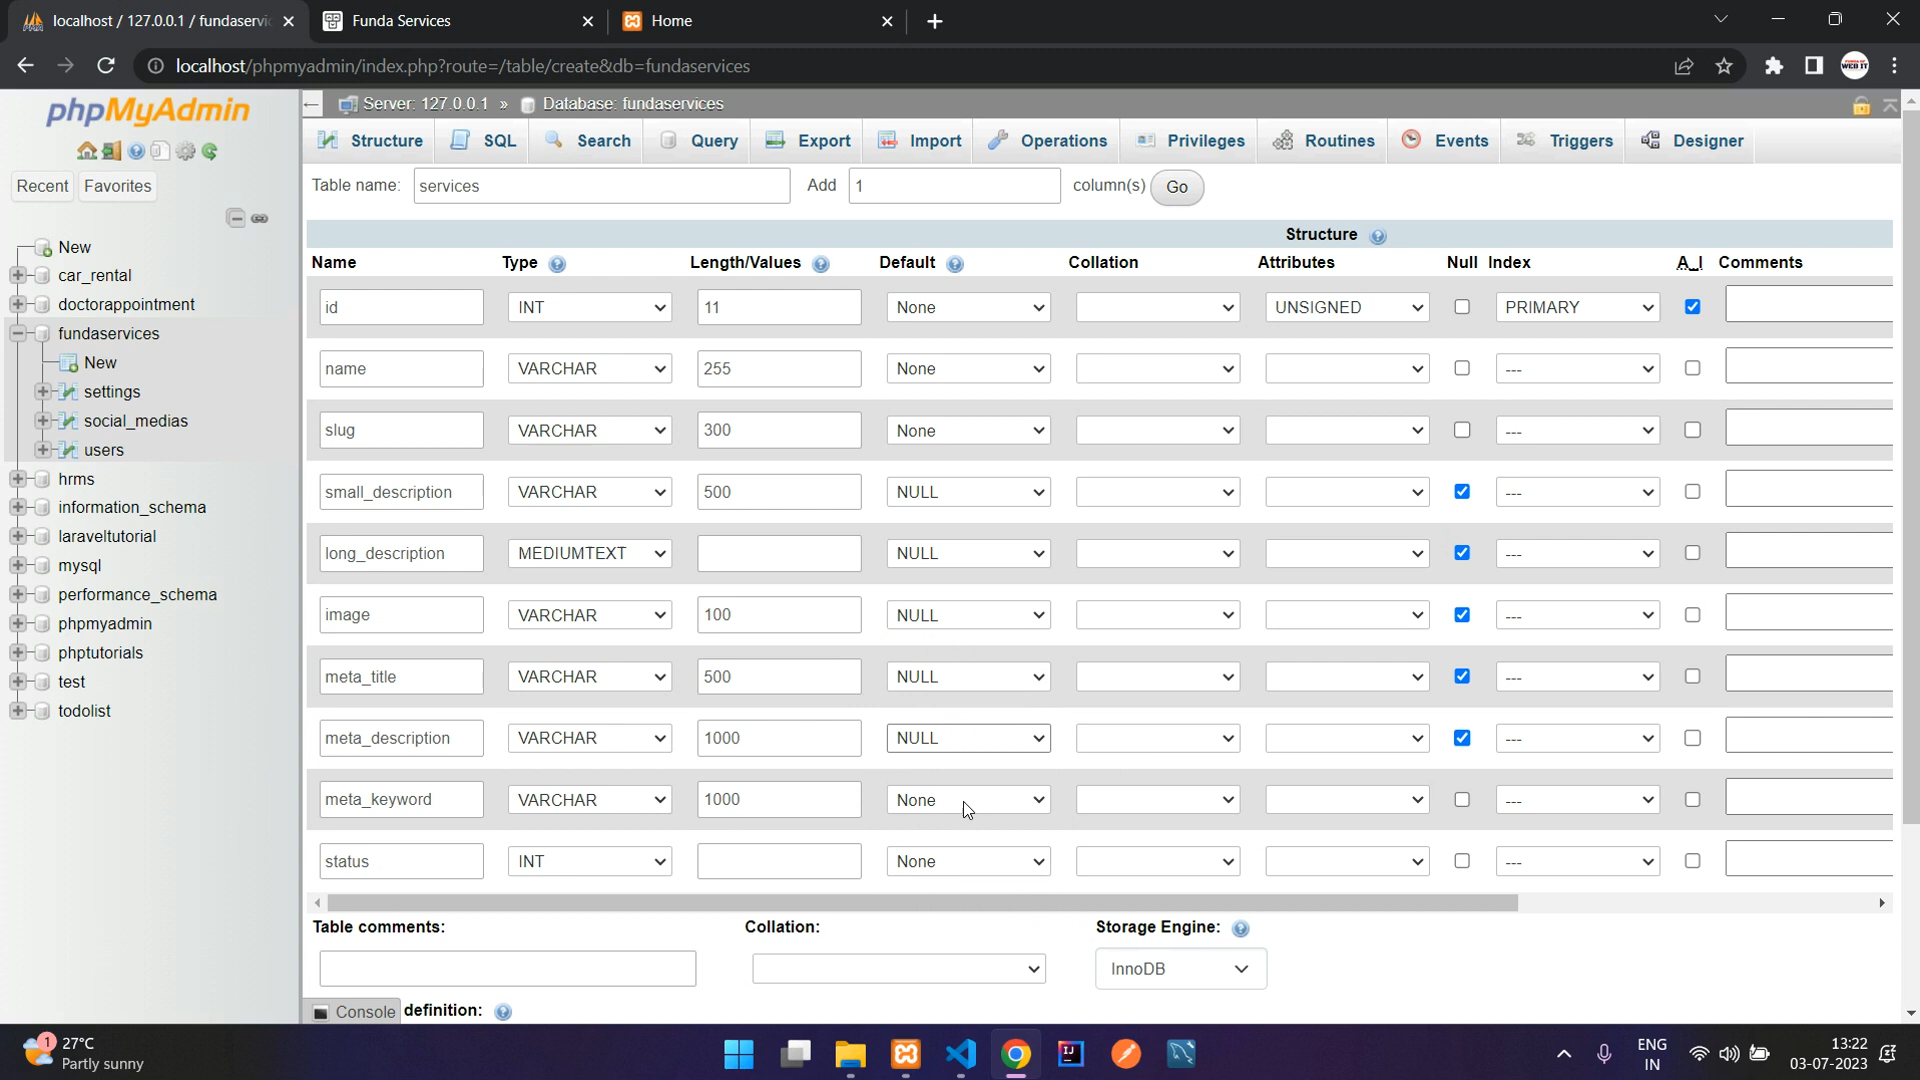 localhost / 127.0.0.1 / fundaservic
Funda Services
Home
localhost/phpmyadmin/index.php?route=/table/create&db=fundaservices
phpMyAdmin
Recent
Favorites
New
car_rental
doctorappointment
fundaservices
New
settings
social_medias
users
hrms
information_schema
laraveltutorial
mysql
performance_schema
phpmyadmin
phptutorials
test
todolist
Server: 127.0.0.1 » Database: fundaservices
Structure SQL Search Query Export Import Operations Privileges Routines Events Triggers Designer
Table name: services Add 1 column(s) Go
Structure
Name Type Length/Values Default Collation Attributes Null Index A_I Comments
id INT 11 None UNSIGNED PRIMARY
name VARCHAR 255 None ---
slug VARCHAR 300 None ---
small_description VARCHAR 500 NULL ---
long_description MEDIUMTEXT NULL ---
image VARCHAR 100 NULL ---
meta_title VARCHAR 500 NULL ---
meta_description VARCHAR 1000 NULL ---
meta_keyword VARCHAR 1000 None ---
status INT None ---
Table comments: Collation: Storage Engine:
InnoDB
Console definition:
1
27°C
Partly sunny
ENG
IN
13:22
03-07-2023